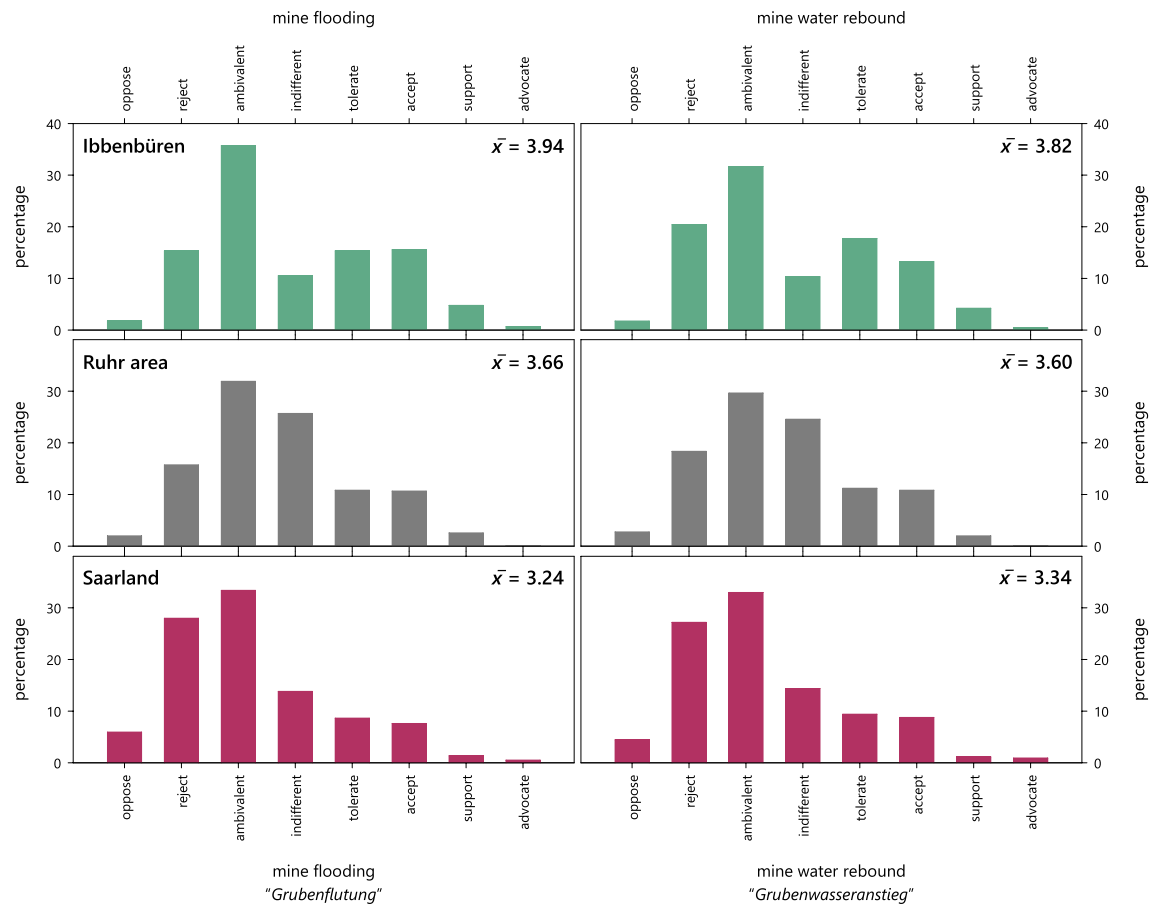 mine flooding
mine water rebound
oppose
reject
ambivalent
indifferent
tolerate
accept
support
advocate
oppose
reject
ambivalent
indifferent
tolerate
accept
support
advocate
percentage
40
30
20
10
0
Ibbenbüren
x̄ = 3.94
x̄ = 3.82
40
30
20
10
0
percentage
percentage
30
20
10
0
Ruhr area
x̄ = 3.66
x̄ = 3.60
30
20
10
0
percentage
percentage
30
20
10
0
Saarland
x̄ = 3.24
x̄ = 3.34
30
20
10
0
percentage
oppose
reject
ambivalent
indifferent
tolerate
accept
support
advocate
oppose
reject
ambivalent
indifferent
tolerate
accept
support
advocate
mine flooding
"Grubenflutung"
mine water rebound
"Grubenwasseranstieg"